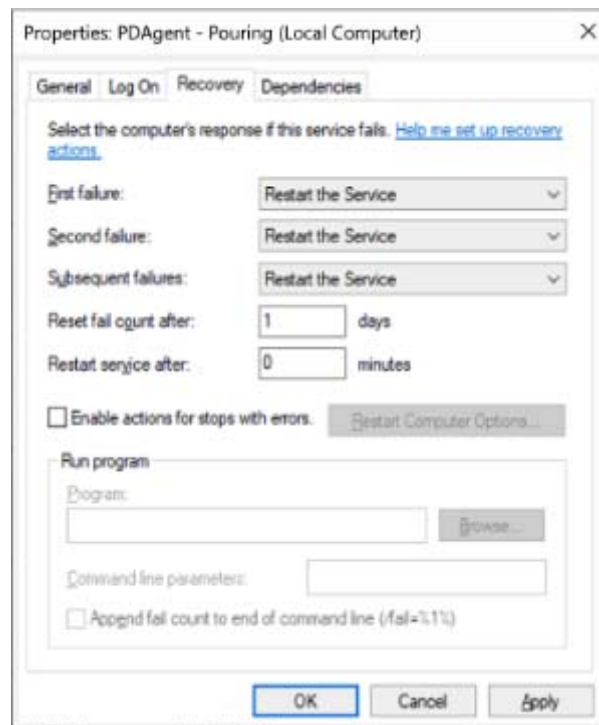 Properties: PDAgent - Pouring (Local Computer)
General Log On Recovery Dependencies
Select the computer's response if this service fails. Help me set up recovery
actions.
First failure: Restart the Service
Second failure: Restart the Service
Subsequent failures: Restart the Service
Reset fail count after: 1 days
Restart service after: 0 minutes
Enable actions for stops with errors. Restart Computer Options...
Run program
Program:
Browse...
Command line parameters:
Append fail count to end of command line (/fail=%1%)
OK Cancel Apply